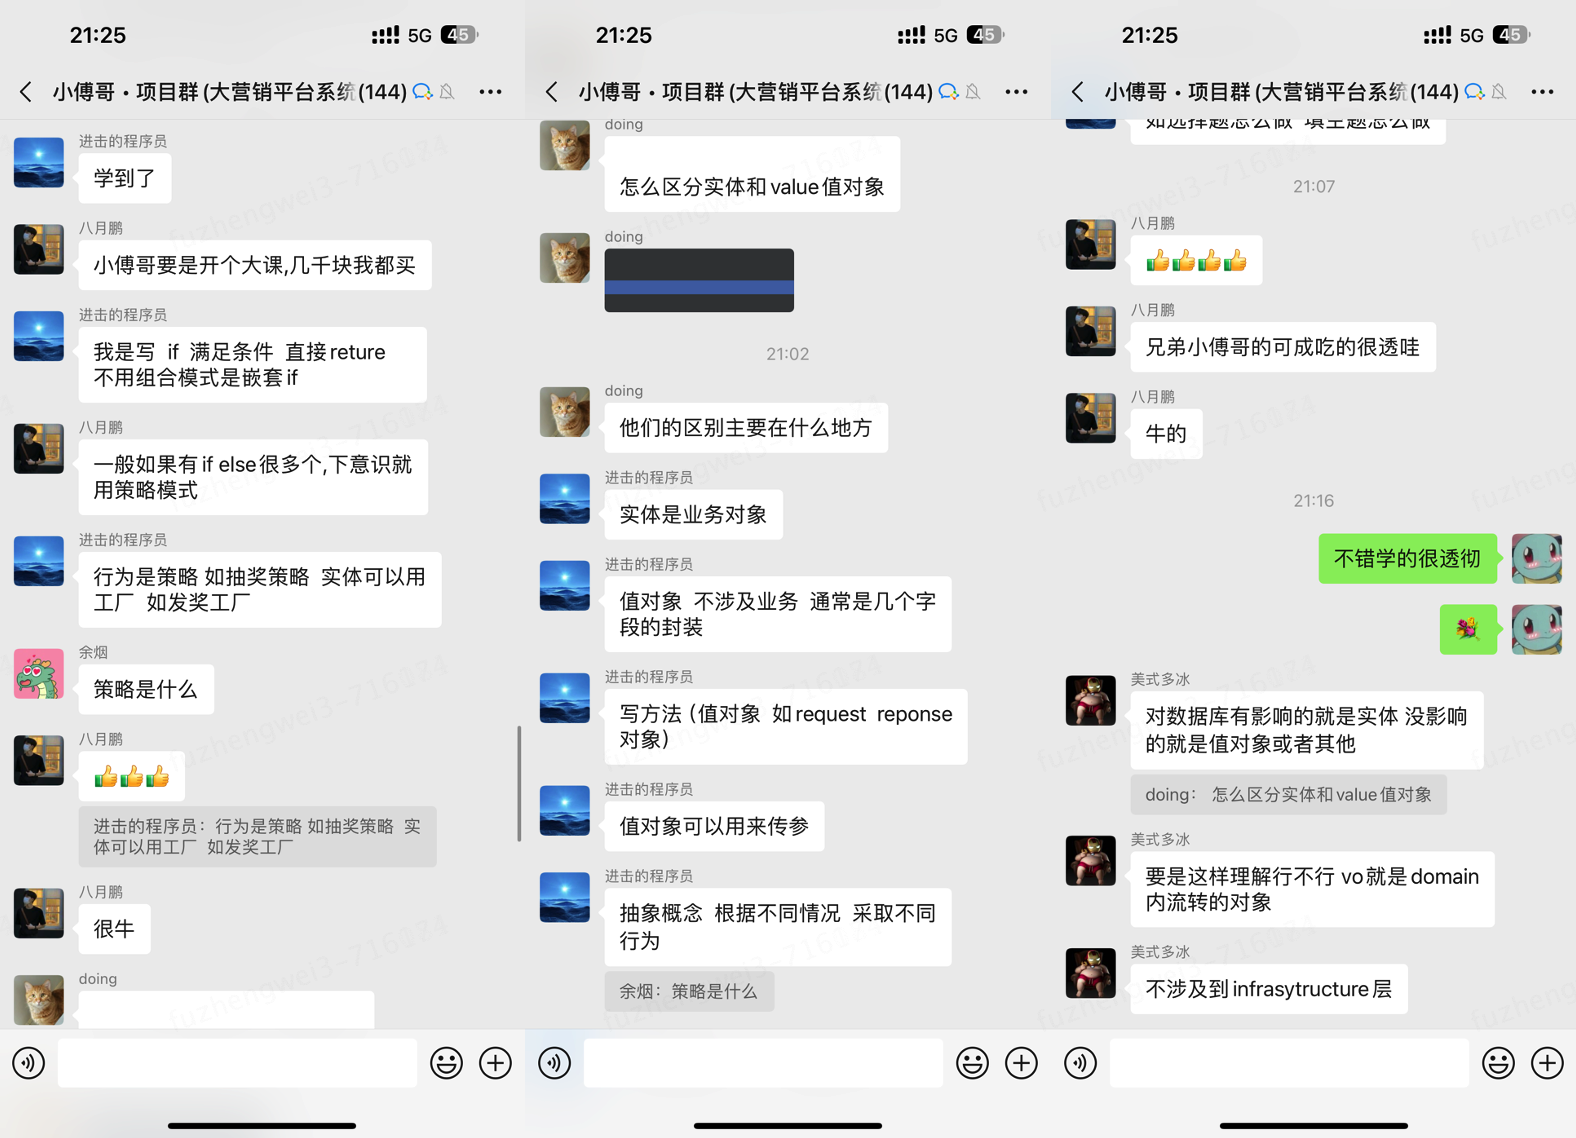 21:25
5G 45
小傅哥·项目群(大营销平台系统(144)
进击的程序员
学到了
八月鹏
小傅哥要是开个大课,几千块我都买
进击的程序员
我是写 if 满足条件 直接reture
不用组合模式是嵌套if
八月鹏
一般如果有if else很多个,下意识就
用策略模式
进击的程序员
行为是策略 如抽奖策略 实体可以用
工厂 如发奖工厂
余烟
策略是什么
八月鹏
👍👍👍
进击的程序员：行为是策略 如抽奖策略 实
体可以用工厂 如发奖工厂
八月鹏
很牛
doing
21:25
5G 45
小傅哥·项目群(大营销平台系统(144)
doing
怎么区分实体和value值对象
doing
21:02
doing
他们的区别主要在什么地方
进击的程序员
实体是业务对象
进击的程序员
值对象 不涉及业务 通常是几个字
段的封装
进击的程序员
写方法（值对象 如request reponse
对象）
进击的程序员
值对象可以用来传参
进击的程序员
抽象概念 根据不同情况 采取不同
行为
余烟：策略是什么
21:25
5G 45
小傅哥·项目群(大营销平台系统(144)
如选择题怎么做 填空题怎么做
21:07
八月鹏
👍👍👍👍
八月鹏
兄弟小傅哥的可成吃的很透哇
八月鹏
牛的
21:16
不错学的很透彻
💐
美式多冰
对数据库有影响的就是实体 没影响
的就是值对象或者其他
doing： 怎么区分实体和value值对象
美式多冰
要是这样理解行不行 vo就是domain
内流转的对象
美式多冰
不涉及到infrasytructure层